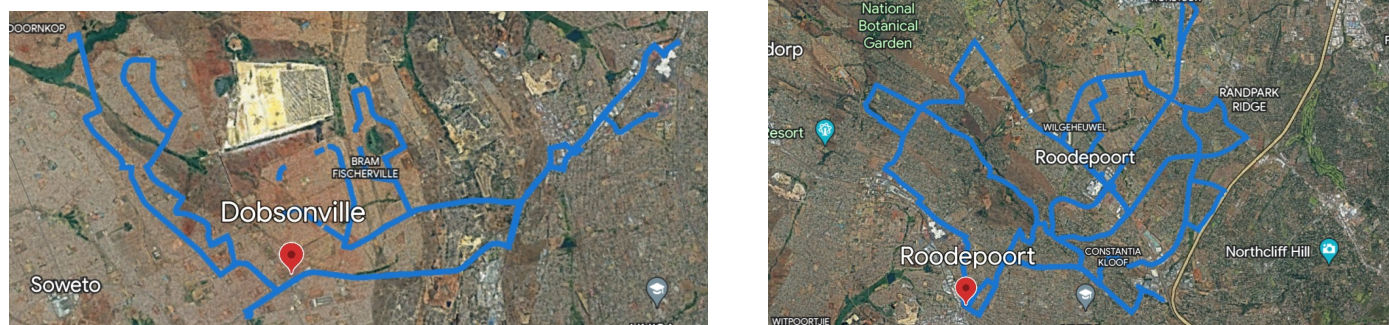 DOORNKOP
BRAM
FISCHERVILLE
Dobsonville
Soweto
National
Botanical
Garden
dorp
RANDPARK
RIDGE
esort
WILGEHEUWEL
Roodepoort
Roodepoort
CONSTANTIA
KLOOF
Northcliff Hill
WITPOORTJIE